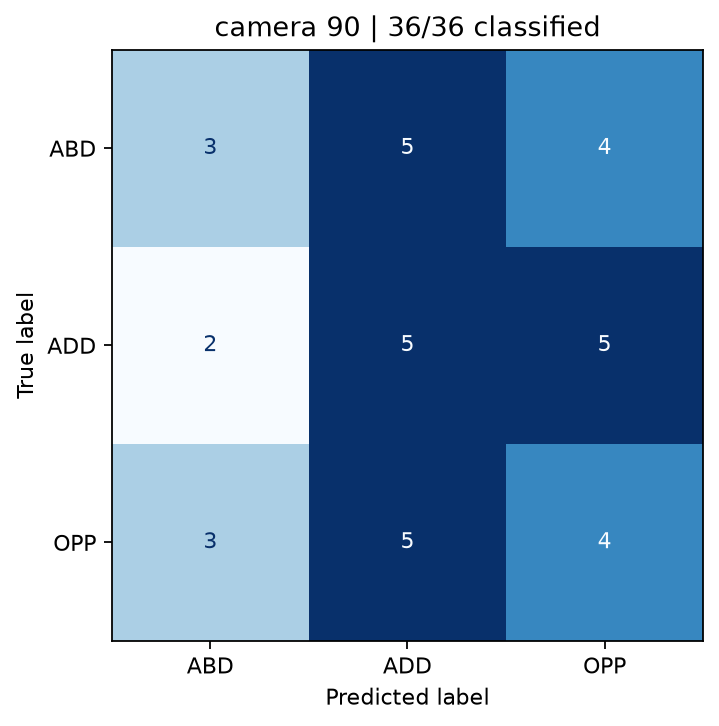 camera 90 | 36/36 classified
ABD 3 5 4
ADD 2 5 5
OPP 3 5 4
True label
ABD ADD OPP
Predicted label